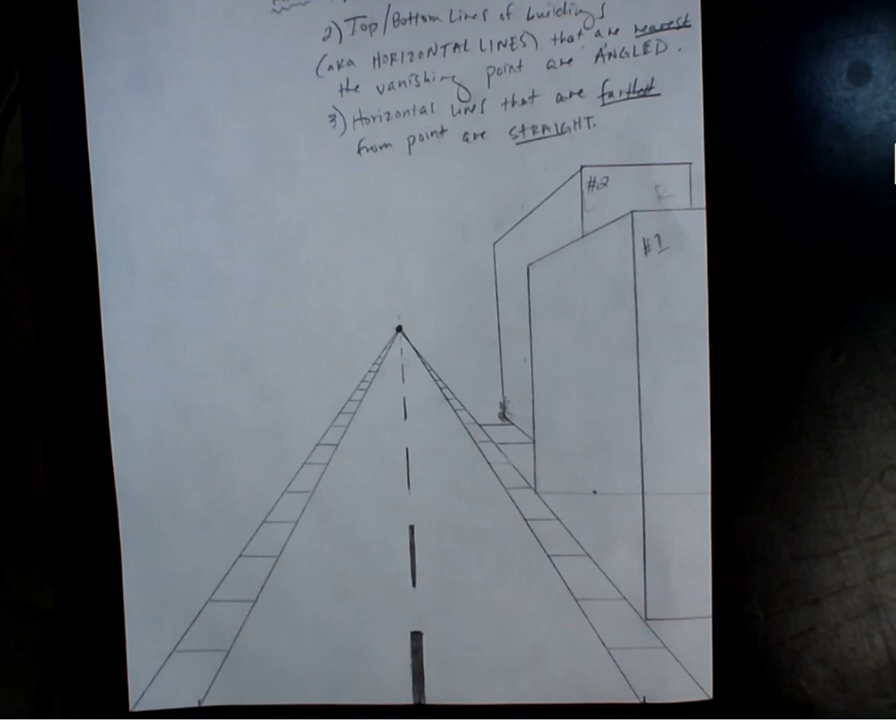 2) Top/Bottom Lines of buildings
(aka HORIZONTAL LINES) that are nearest
the vanishing point are ANGLED.
3) Horizontal lines that are farthest
from point are STRAIGHT.
#2
R
#1